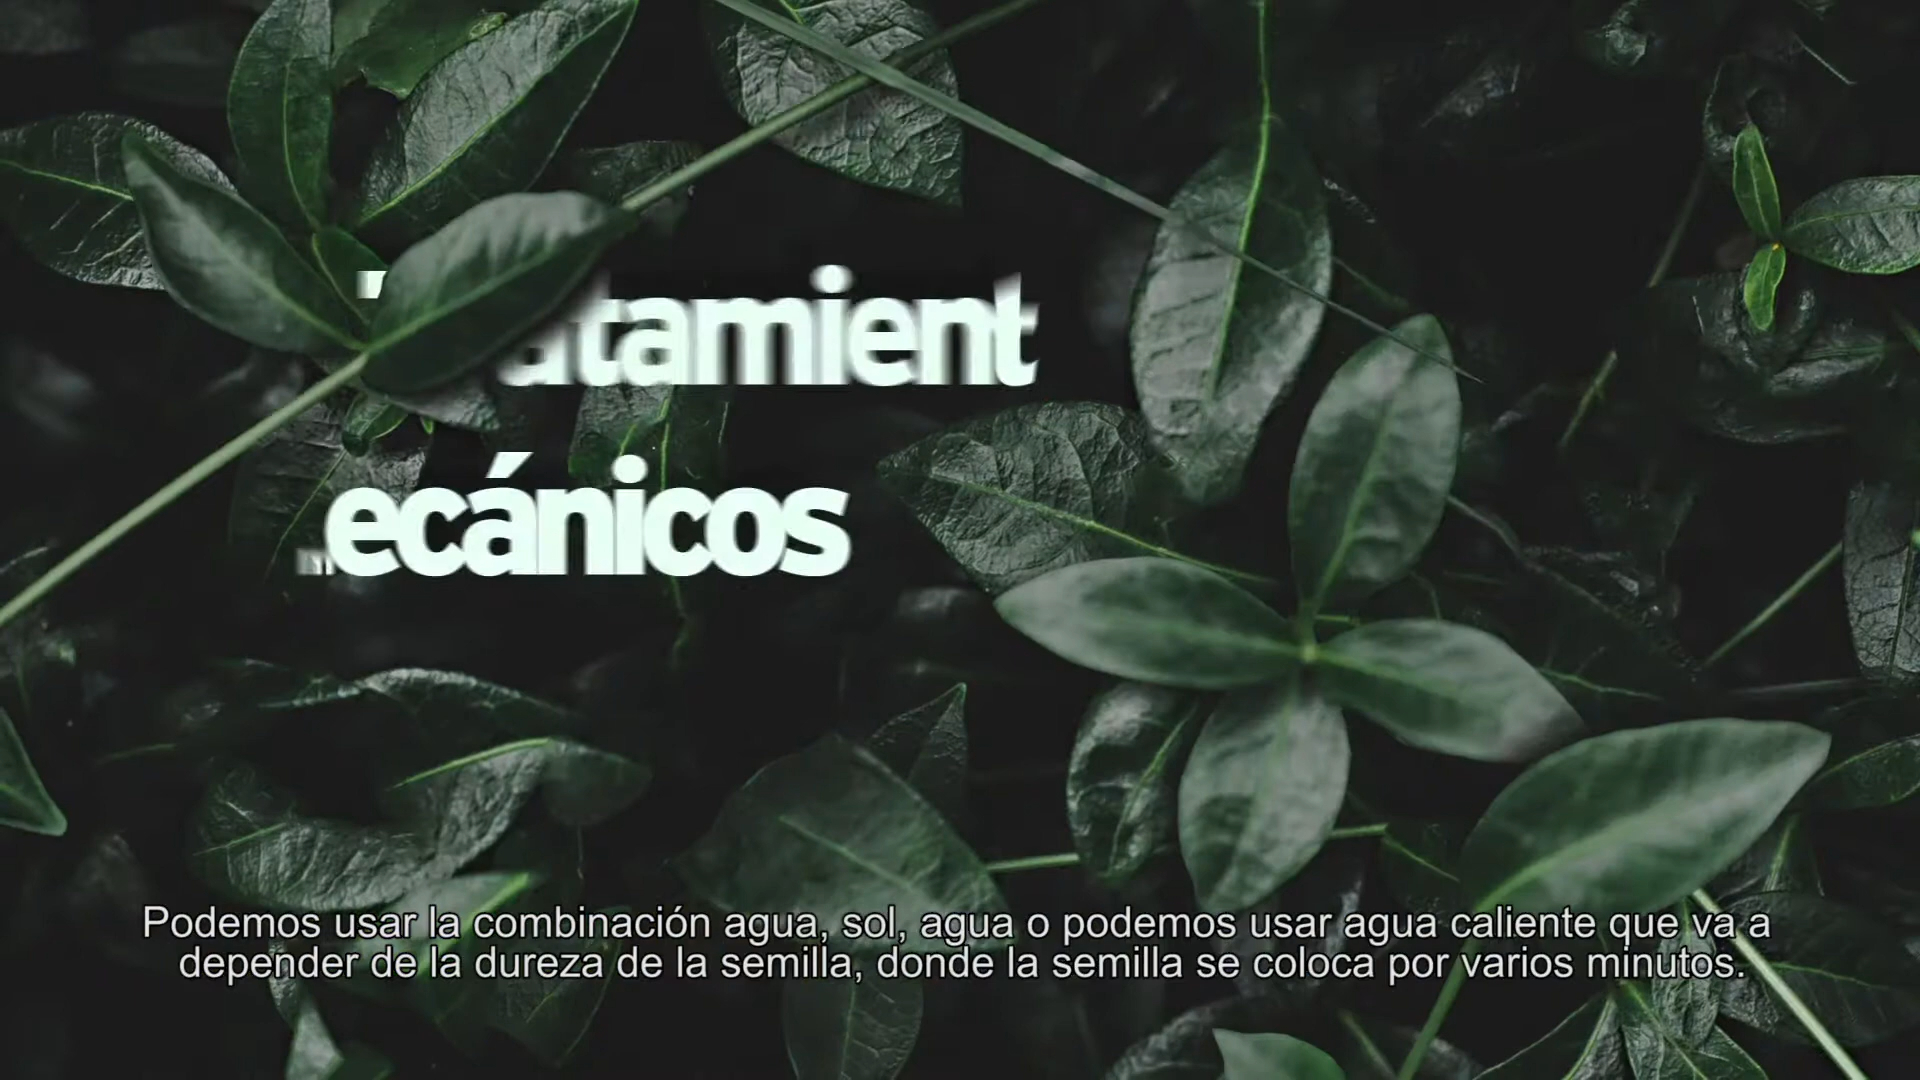 tamient
ecánicos
Podemos usar la combinación agua, sol, agua o podemos usar agua caliente que va a
depender de la dureza de la semilla, donde la semilla se coloca por varios minutos.